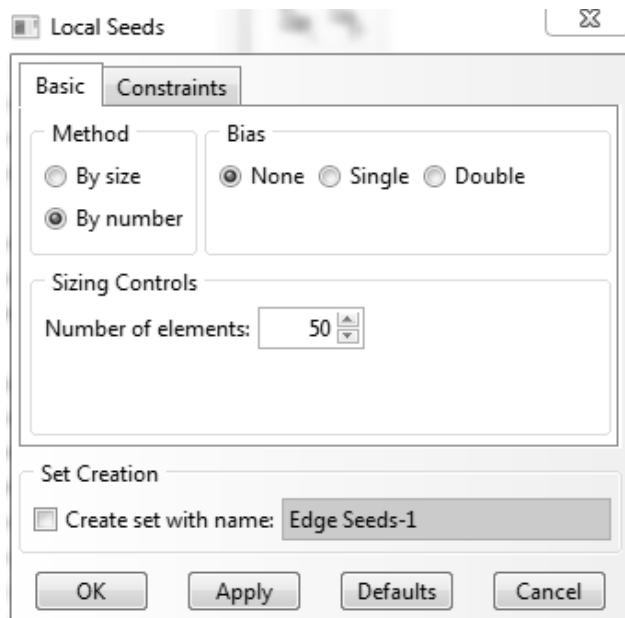 Local Seeds
Basic
Constraints
Method
Bias
By size
None
Single
Double
By number
Sizing Controls
Number of elements: 50
Set Creation
Create set with name: Edge Seeds-1
OK
Apply
Defaults
Cancel